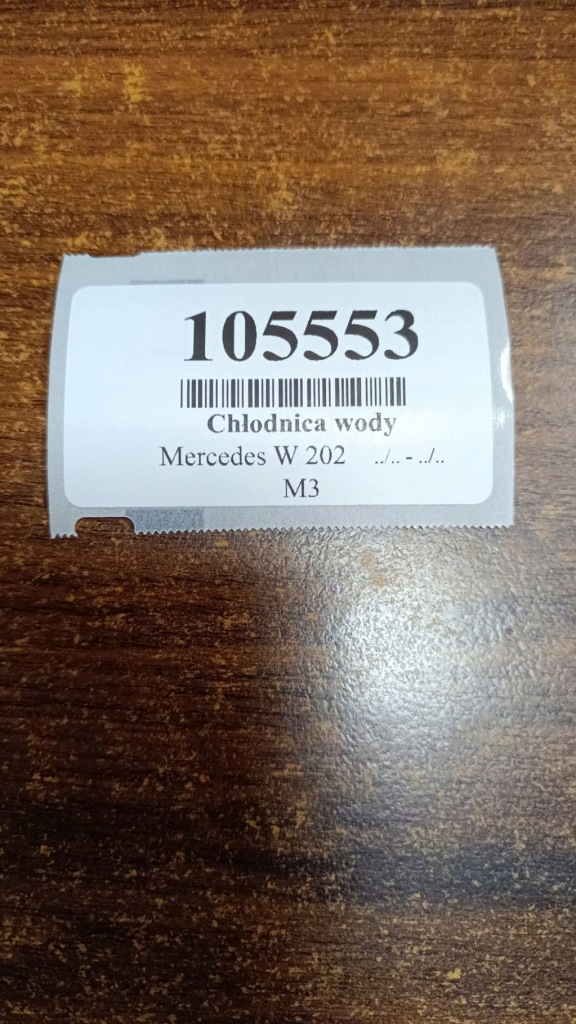 105553
Chłodnica wody
Mercedes W 202 ../.. - ../..
M3